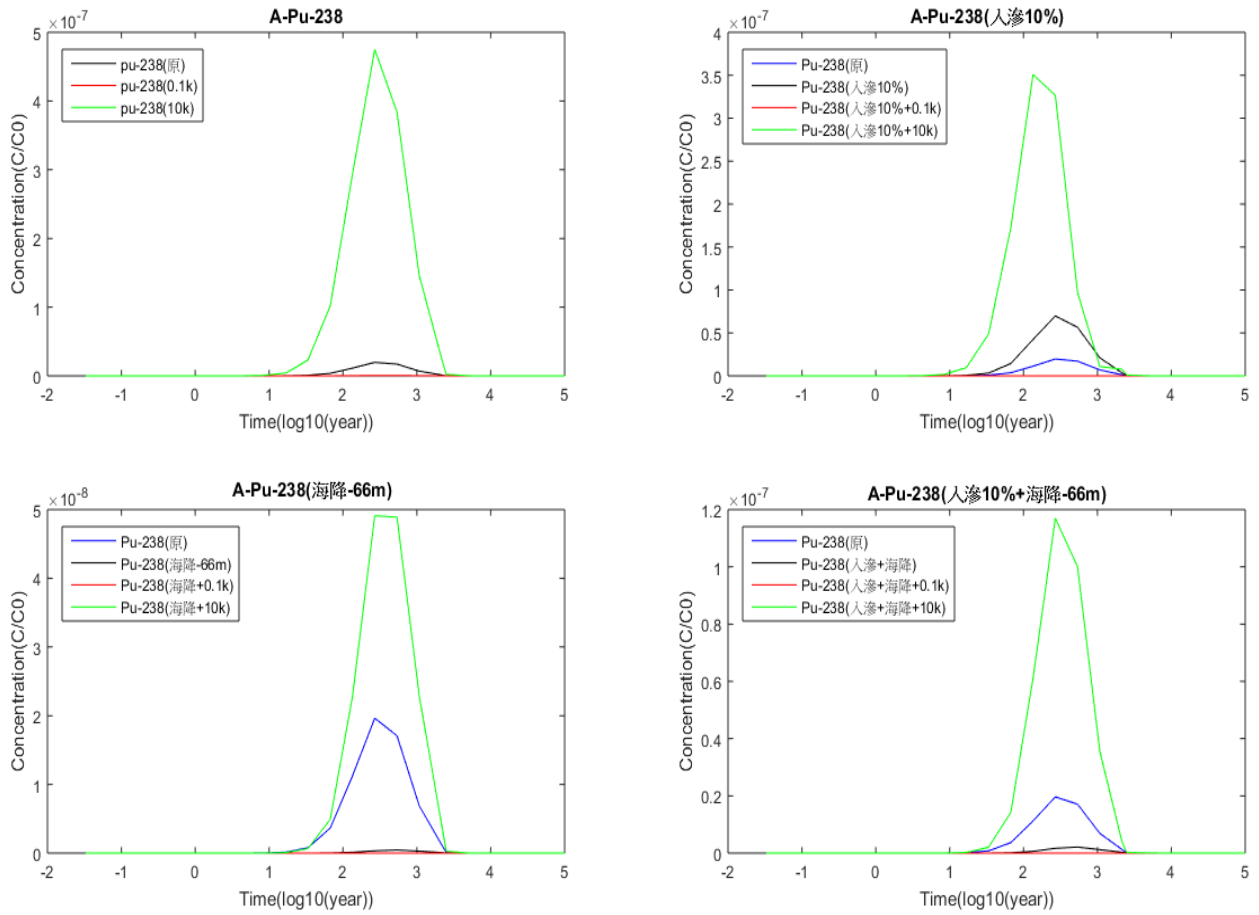 A-Pu-238
×10-7
5
4
3
2
1
0
-2 -1 0 1 2 3 4 5
Concentration(C/C0)
Time(log10(year))
pu-238(原)
pu-238(0.1k)
pu-238(10k)
A-Pu-238(入滲10%)
×10-7
4
3.5
3
2.5
2
1.5
1
0.5
0
-2 -1 0 1 2 3 4 5
Concentration(C/C0)
Time(log10(year))
Pu-238(原)
Pu-238(入滲10%)
Pu-238(入滲10%+0.1k)
Pu-238(入滲10%+10k)
A-Pu-238(海降-66m)
×10-8
5
4
3
2
1
0
-2 -1 0 1 2 3 4 5
Concentration(C/C0)
Time(log10(year))
Pu-238(原)
Pu-238(海降-66m)
Pu-238(海降+0.1k)
Pu-238(海降+10k)
A-Pu-238(入滲10%+海降-66m)
×10-7
1.2
1
0.8
0.6
0.4
0.2
0
-2 -1 0 1 2 3 4 5
Concentration(C/C0)
Time(log10(year))
Pu-238(原)
Pu-238(入滲+海降)
Pu-238(入滲+海降+0.1k)
Pu-238(入滲+海降+10k)